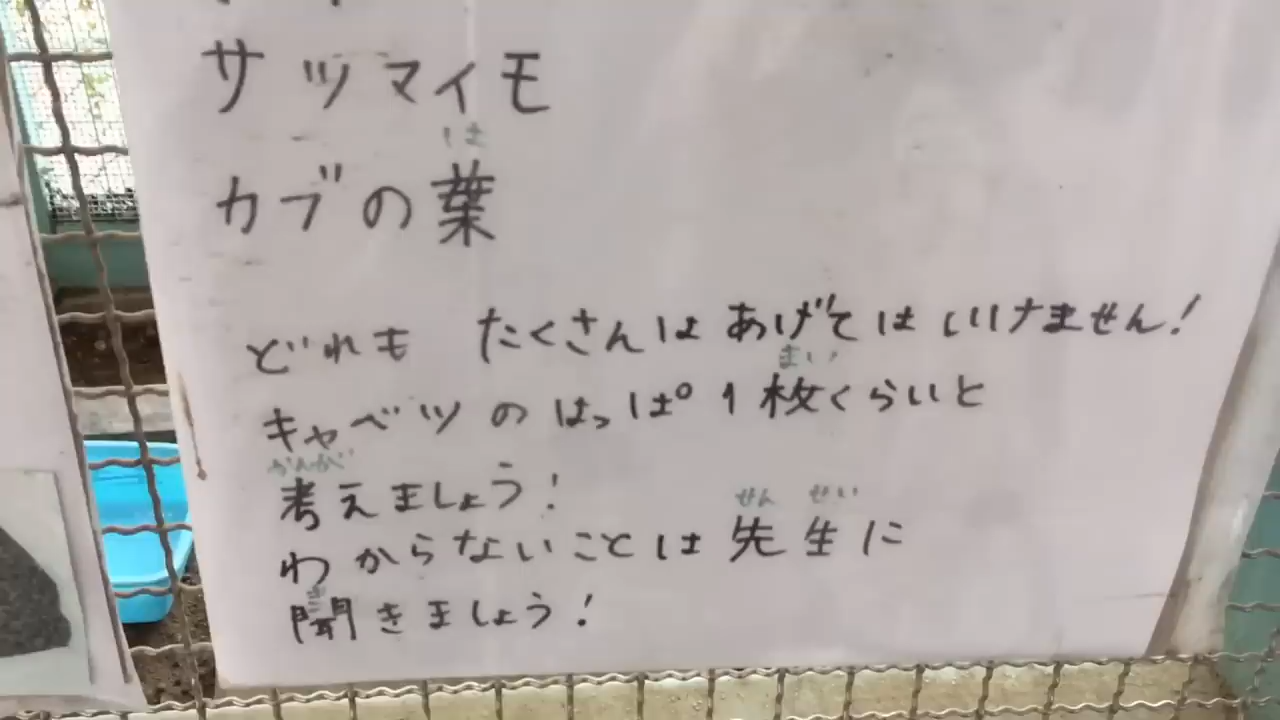 サツマイモ
は
カブの葉
どれも たくさんは あげてはいけません!
まい
キャベツのはっぱ1枚くらいと
かんが
考えましょう!
せん せい
わからないことは先生に
き
聞きましょう!